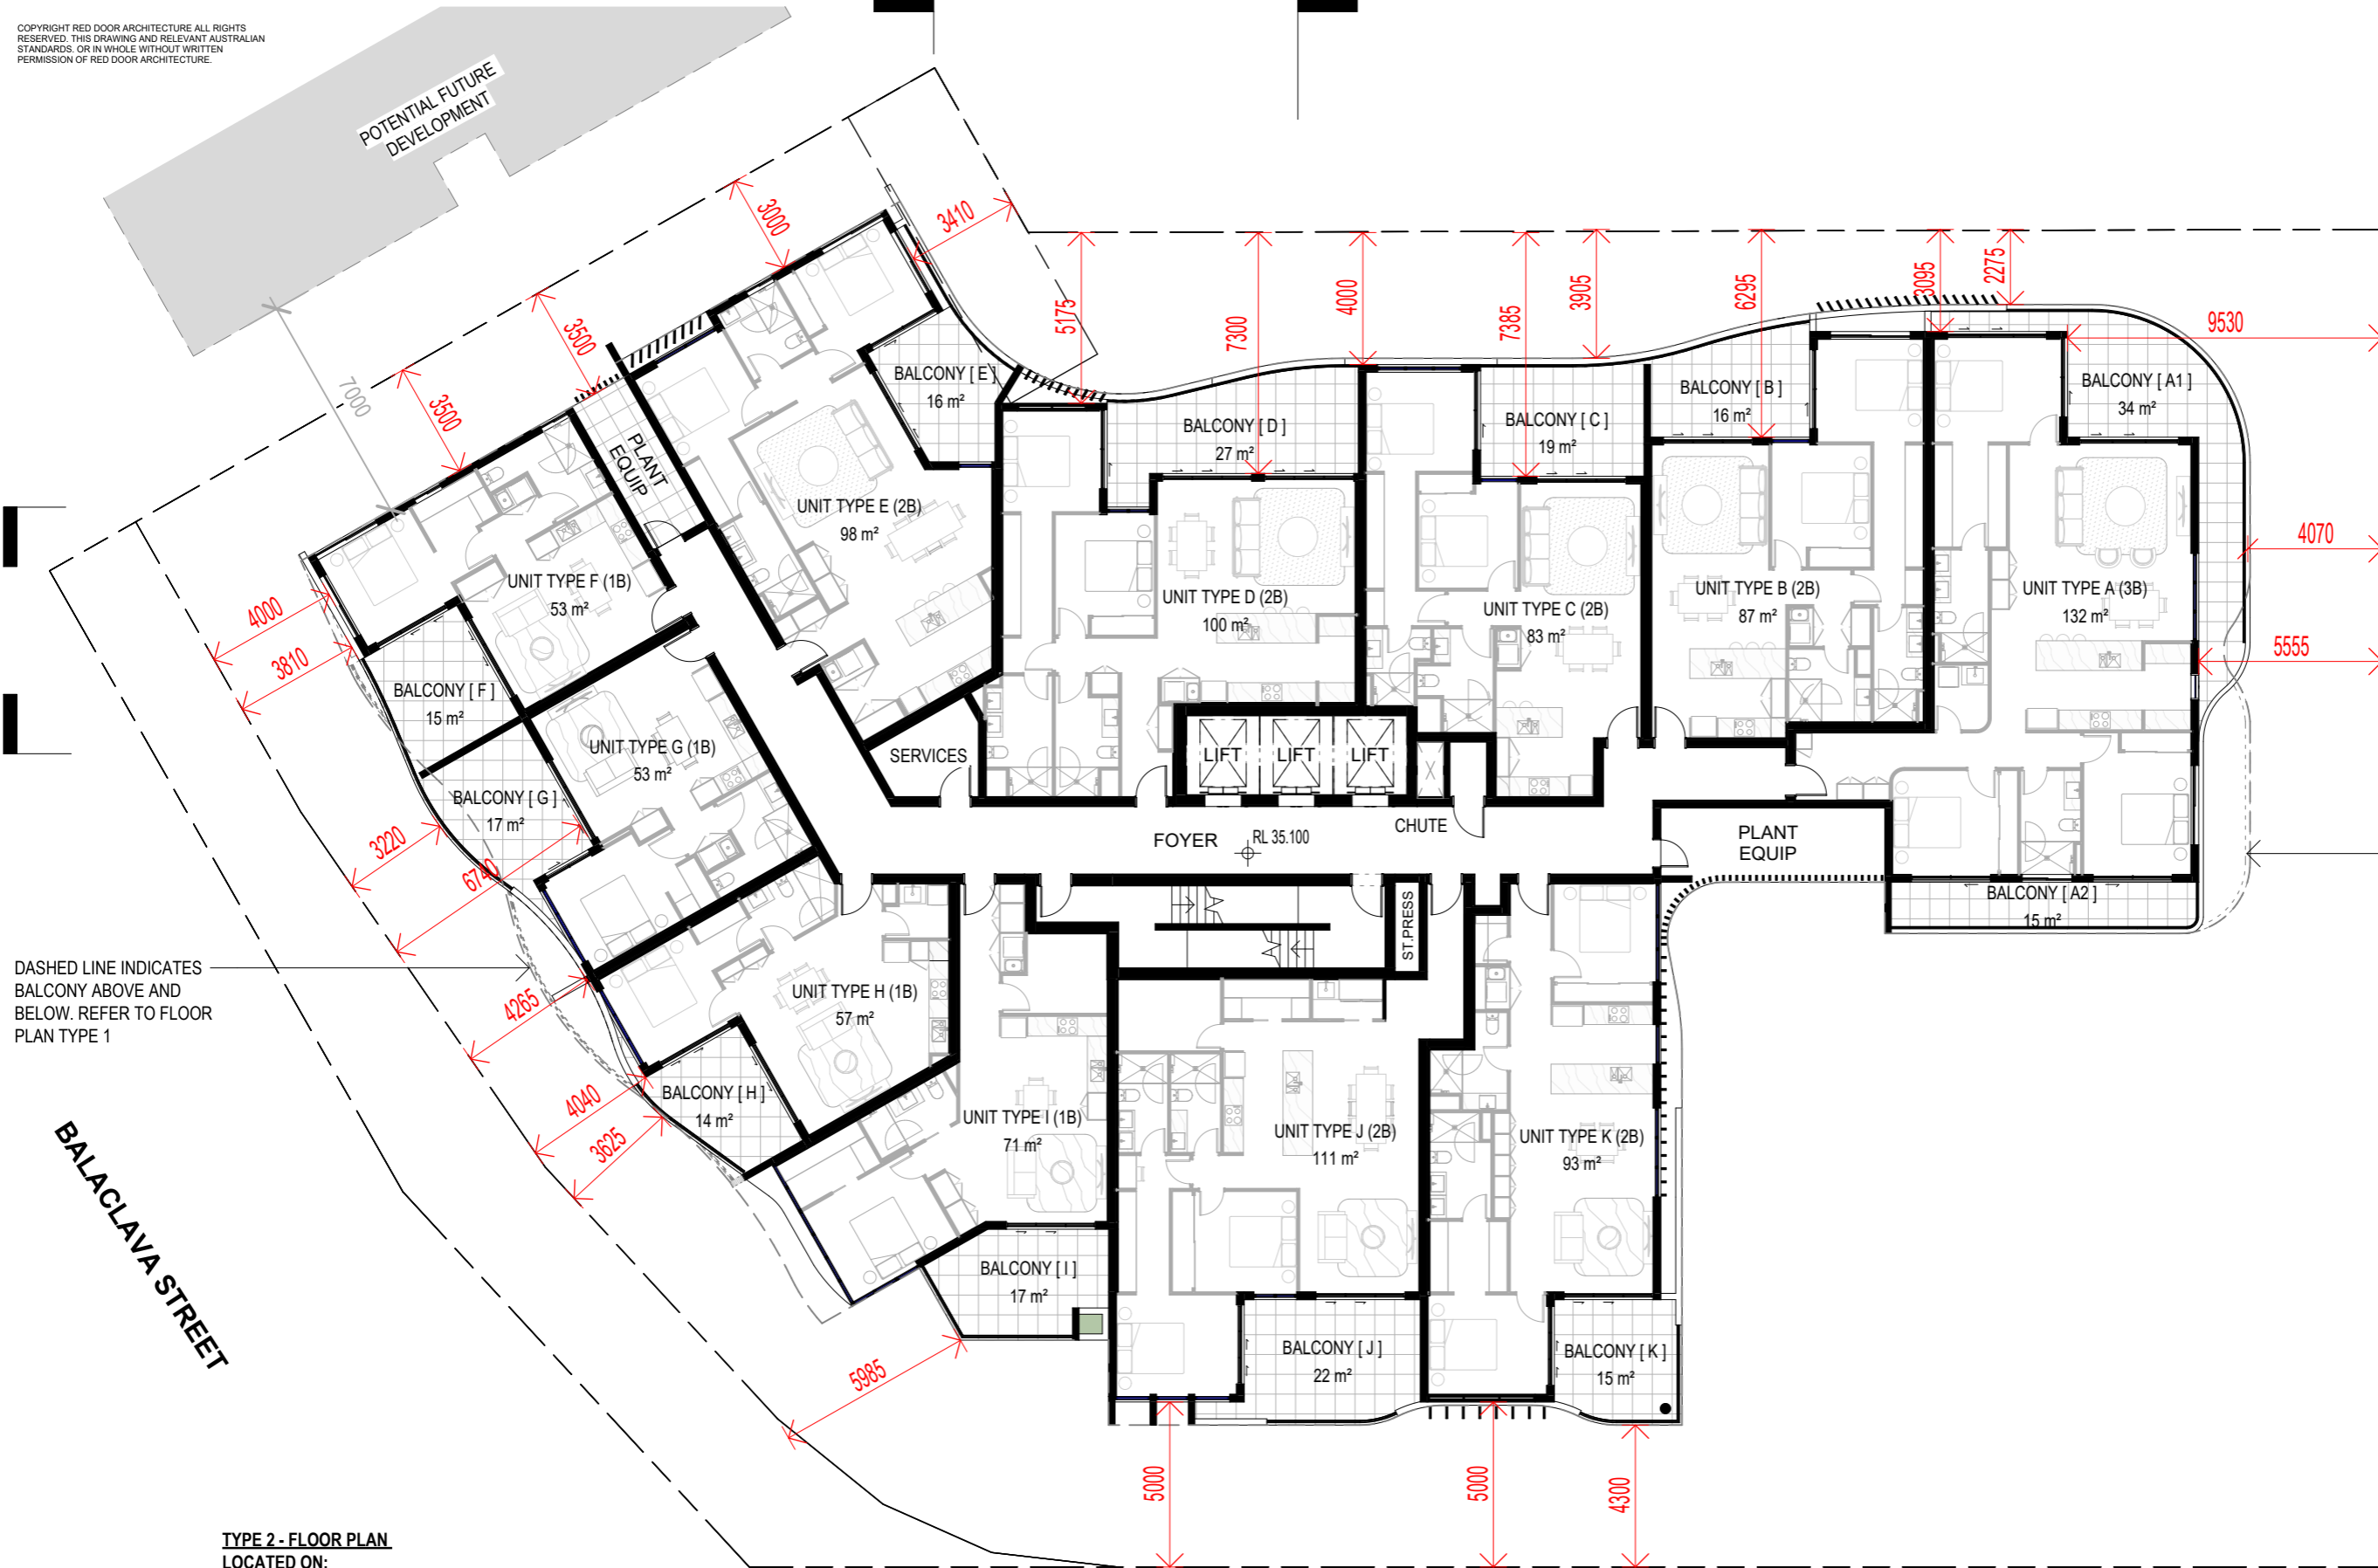 COPYRIGHT RED DOOR ARCHITECTURE ALL RIGHTS
RESERVED. THIS DRAWING AND RELEVANT AUSTRALIAN
STANDARDS. OR IN WHOLE WITHOUT WRITTEN
PERMISSION OF RED DOOR ARCHITECTURE.
POTENTIAL FUTURE
DEVELOPMENT
3000
3410
3500
3500
7000
5175
7300
4000
7385
3905
6295
3095
2275
9530
4070
5555
BALCONY [ E ]
16 m²
BALCONY [ D ]
27 m²
BALCONY [ C ]
19 m²
BALCONY [ B ]
16 m²
BALCONY [ A1 ]
34 m²
PLANT
EQUIP
UNIT TYPE E (2B)
98 m²
UNIT TYPE F (1B)
53 m²
UNIT TYPE D (2B)
100 m²
UNIT TYPE C (2B)
83 m²
UNIT TYPE B (2B)
87 m²
UNIT TYPE A (3B)
132 m²
4000
3810
BALCONY [ F ]
15 m²
UNIT TYPE G (1B)
53 m²
SERVICES
LIFT
LIFT
LIFT
BALCONY [ G ]
17 m²
3220
6740
FOYER
RL 35.100
CHUTE
PLANT
EQUIP
BALCONY [ A2 ]
15 m²
ST.PRESS
DASHED LINE INDICATES
BALCONY ABOVE AND
BELOW. REFER TO FLOOR
PLAN TYPE 1
4265
UNIT TYPE H (1B)
57 m²
4040
3625
BALCONY [ H ]
14 m²
UNIT TYPE I (1B)
71 m²
UNIT TYPE J (2B)
111 m²
UNIT TYPE K (2B)
93 m²
BALACLAVA STREET
BALCONY [ I ]
17 m²
BALCONY [ J ]
22 m²
BALCONY [ K ]
15 m²
5985
5000
5000
4300
TYPE 2 - FLOOR PLAN
LOCATED ON: